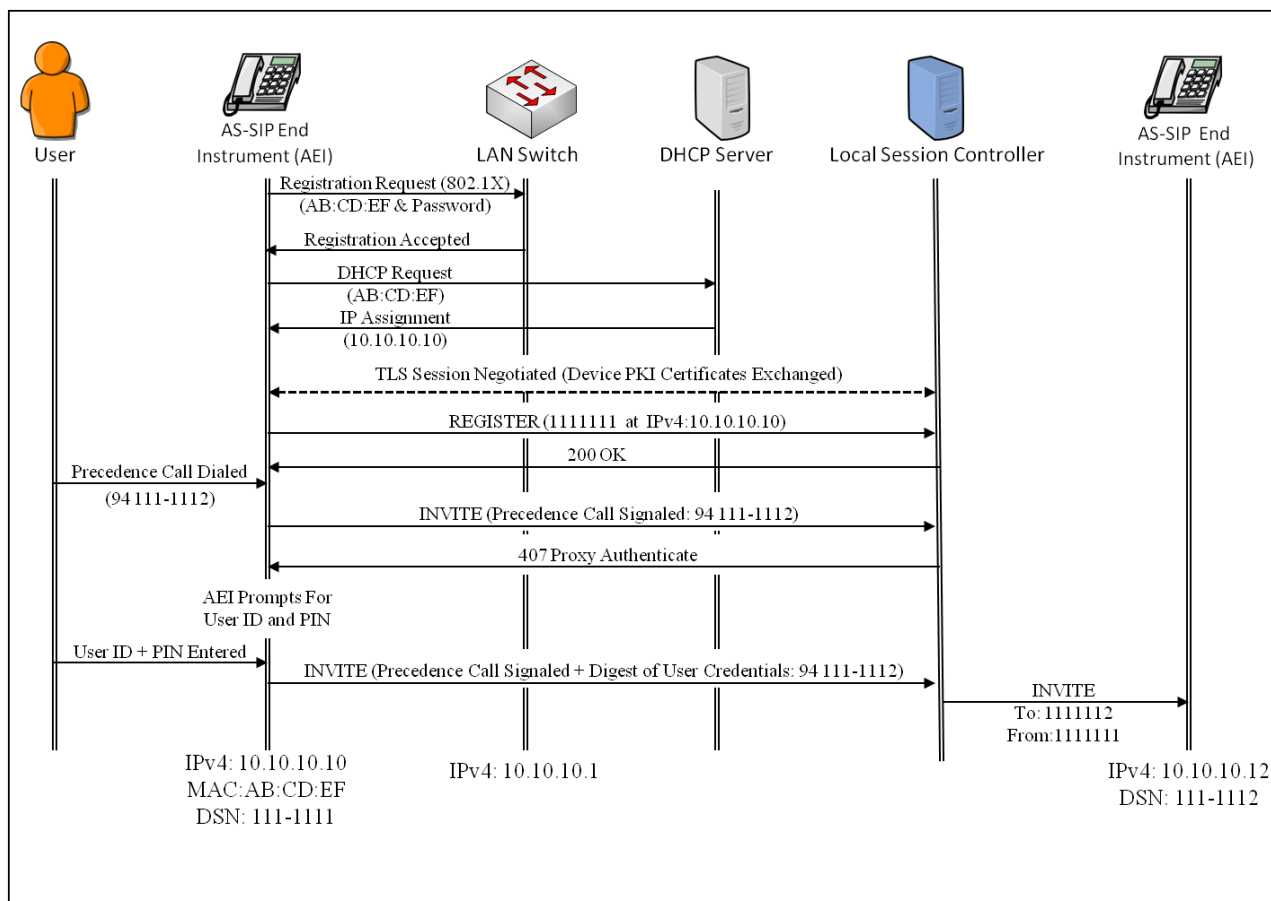 User
AS-SIP End
Instrument (AEI)
LAN Switch
DHCP Server
Local Session Controller
AS-SIP End
Instrument (AEI)
Registration Request (802.1X)
(AB:CD:EF & Password)
Registration Accepted
DHCP Request
(AB:CD:EF)
IP Assignment
(10.10.10.10)
TLS Session Negotiated (Device PKI Certificates Exchanged)
REGISTER (1111111 at IPv4:10.10.10.10)
200 OK
Precedence Call Dialed
(94 111-1112)
INVITE (Precedence Call Signaled: 94 111-1112)
407 Proxy Authenticate
AEI Prompts For
User ID and PIN
User ID + PIN Entered
INVITE (Precedence Call Signaled + Digest of User Credentials: 94 111-1112)
INVITE
To: 1111112
From:1111111
IPv4: 10.10.10.10
MAC:AB:CD:EF
DSN: 111-1111
IPv4: 10.10.10.1
IPv4: 10.10.10.12
DSN: 111-1112